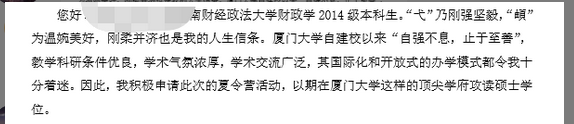 您好
南财经政法大学财政学 2014 级本科生。“弋”乃刚强坚毅，“頔”
为温婉美好，刚柔并济也是我的人生信条。厦门大学自建校以来“自强不息，止于至善”，
教学科研条件优良，学术气氛浓厚，学术交流广泛，其国际化和开放式的办学模式都令我十
分着迷。因此，我积极申请此次的夏令营活动，以期在厦门大学这样的顶尖学府攻读硕士学
位。